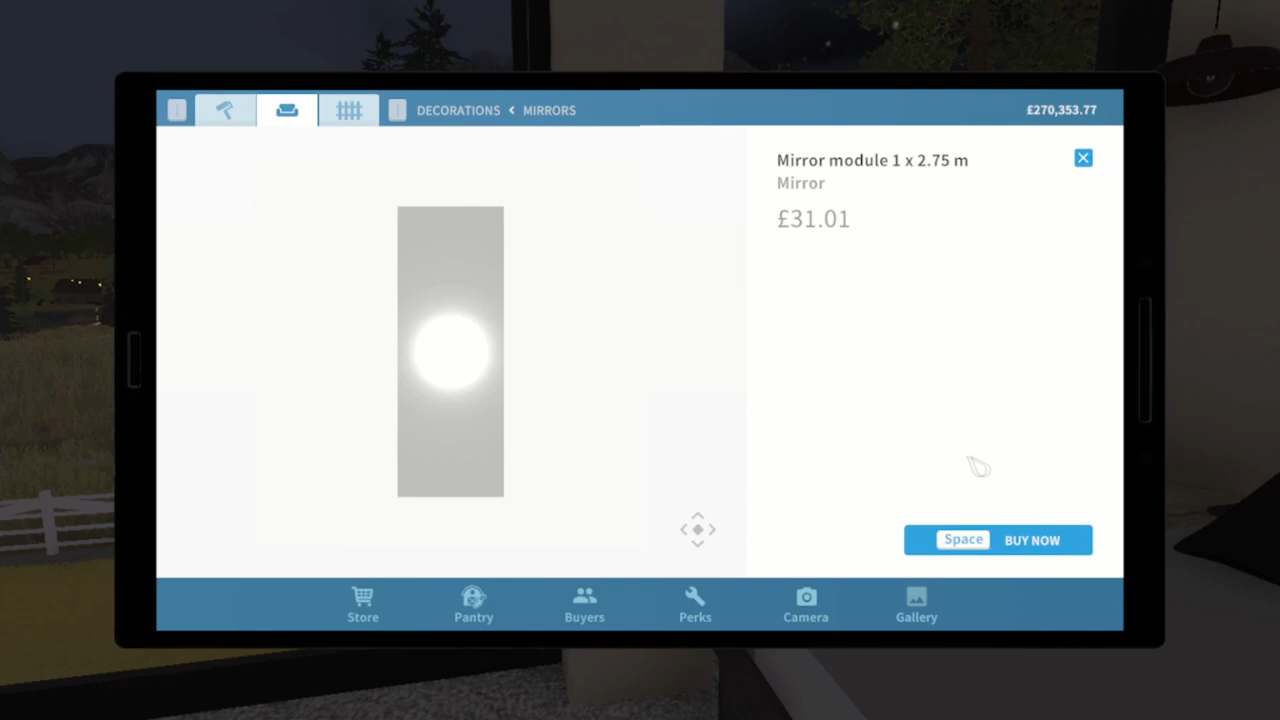 DECORATIONS < MIRRORS
£270,353.77
Mirror module 1 x 2.75 m
Mirror
£31.01
Space BUY NOW
Store Pantry Buyers Perks Camera Gallery